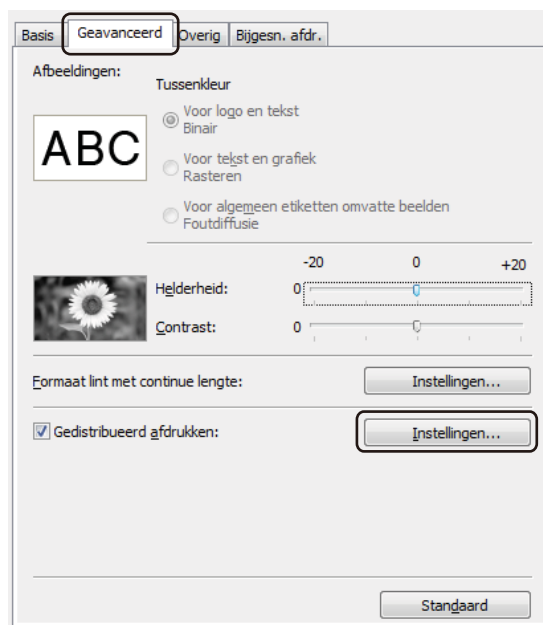 Basis Geavanceerd Overig Bijgesn. afdr.
Afbeeldingen:
Tussenkleur
ABC
Voor logo en tekst
Binair
Voor tekst en grafiek
Rasteren
Voor algemeen etiketten omvatte beelden
Foutdiffusie
-20 0 +20
Helderheid: 0
Contrast: 0
Formaat lint met continue lengte: Instellingen...
Gedistribueerd afdrukken: Instellingen...
Standaard